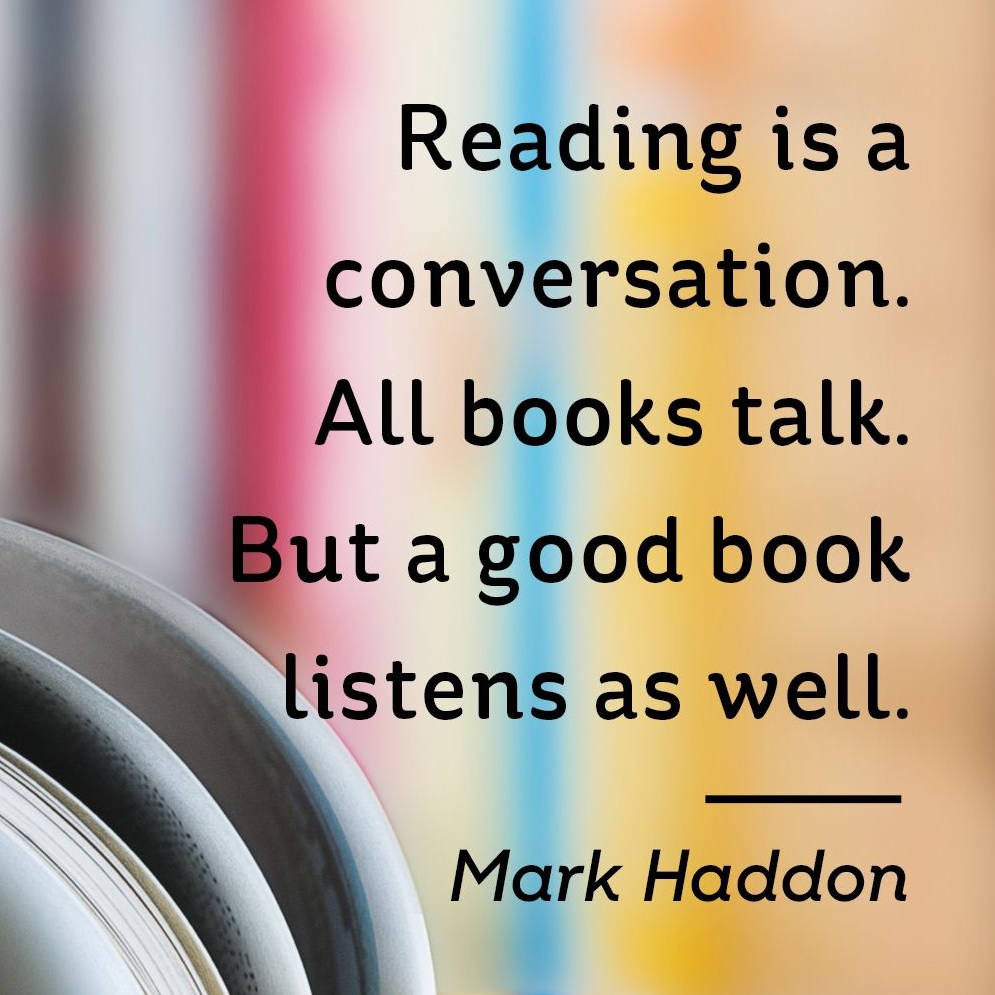 Reading is a
conversation.
All books talk.
But a good book
listens as well.
Mark Haddon